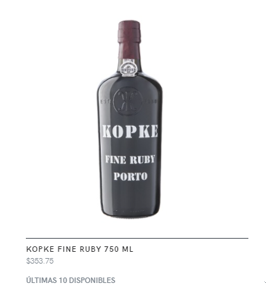 KOPKE
FINE RUBY
PORTO
KOPKE FINE RUBY 750 ML
$353.75
ÚLTIMAS 10 DISPONIBLES